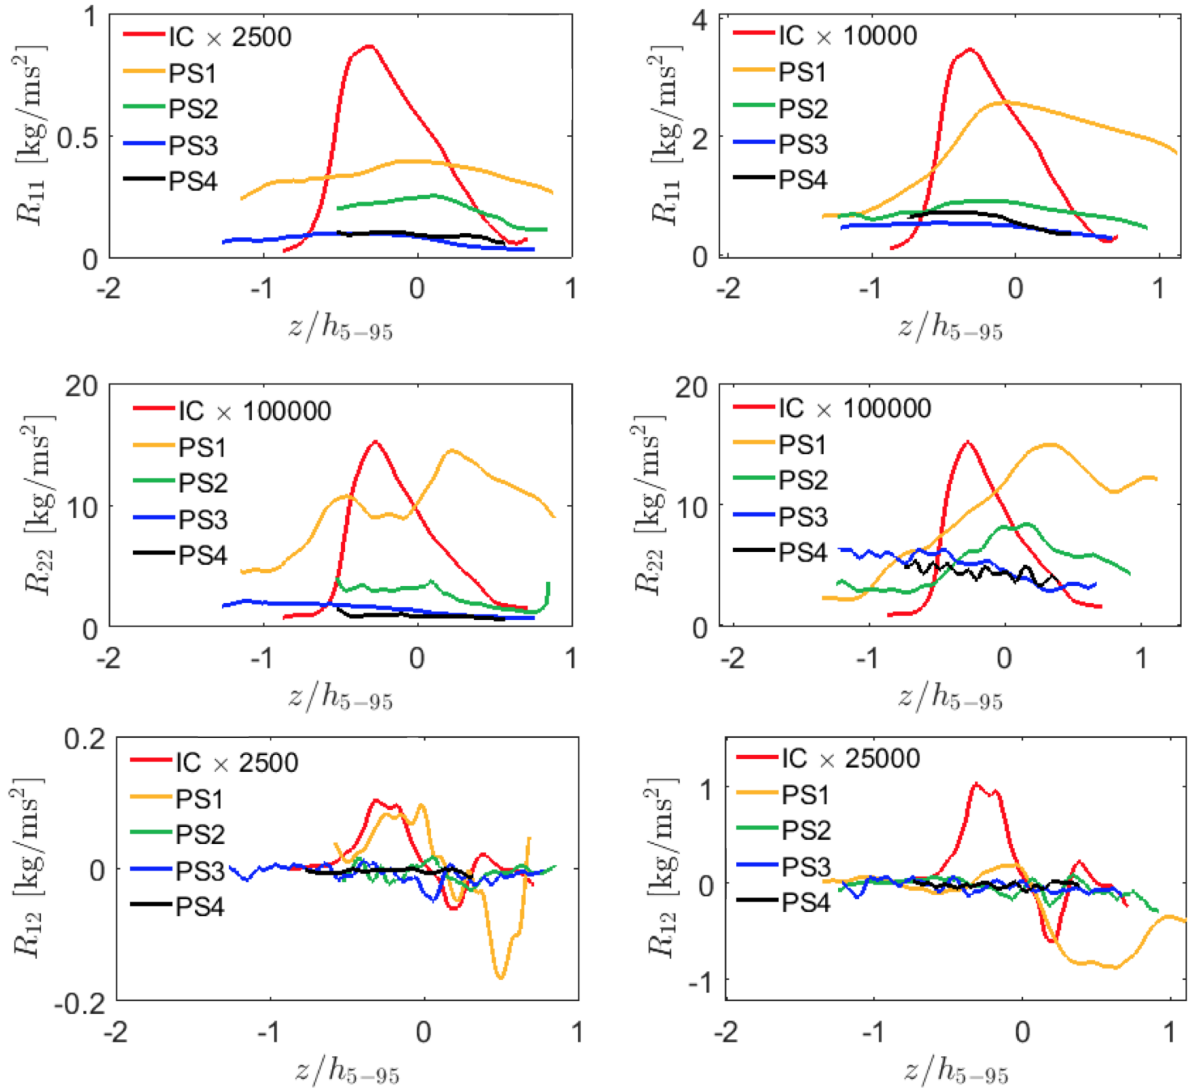 1
0.5
0
-2 -1 0 1
R₁₁ [kg/ms²]
z/h₅₋₉₅
IC × 2500
PS1
PS2
PS3
PS4
4
2
0
-2 -1 0 1
R₁₁ [kg/ms²]
z/h₅₋₉₅
IC × 10000
PS1
PS2
PS3
PS4
20
10
0
-2 -1 0 1
R₂₂ [kg/ms²]
z/h₅₋₉₅
IC × 100000
PS1
PS2
PS3
PS4
20
10
0
-2 -1 0 1
R₂₂ [kg/ms²]
z/h₅₋₉₅
IC × 100000
PS1
PS2
PS3
PS4
0.2
0
-0.2
-2 -1 0 1
R₁₂ [kg/ms²]
z/h₅₋₉₅
IC × 2500
PS1
PS2
PS3
PS4
1
0
-1
-2 -1 0 1
R₁₂ [kg/ms²]
z/h₅₋₉₅
IC × 25000
PS1
PS2
PS3
PS4